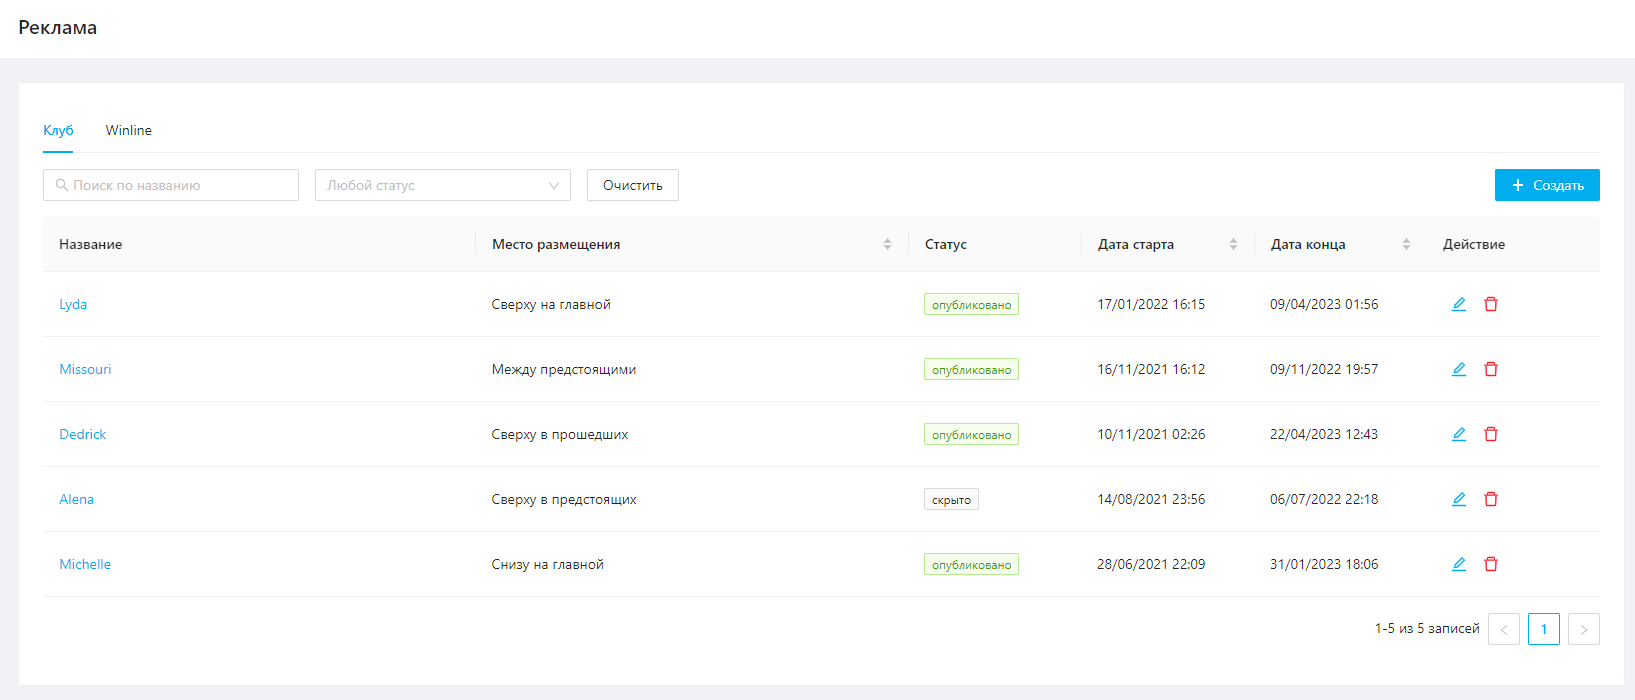 Реклама
Клуб Winline
Поиск по названию Любой статус Очистить + Создать
Название Место размещения Статус Дата старта Дата конца Действие
Lyda Сверху на главной опубликовано 17/01/2022 16:15 09/04/2023 01:56
Missouri Между предстоящими опубликовано 16/11/2021 16:12 09/11/2022 19:57
Dedrick Сверху в прошедших опубликовано 10/11/2021 02:26 22/04/2023 12:43
Alena Сверху в предстоящих скрыто 14/08/2021 23:56 06/07/2022 22:18
Michelle Снизу на главной опубликовано 28/06/2021 22:09 31/01/2023 18:06
1-5 из 5 записей < 1 >